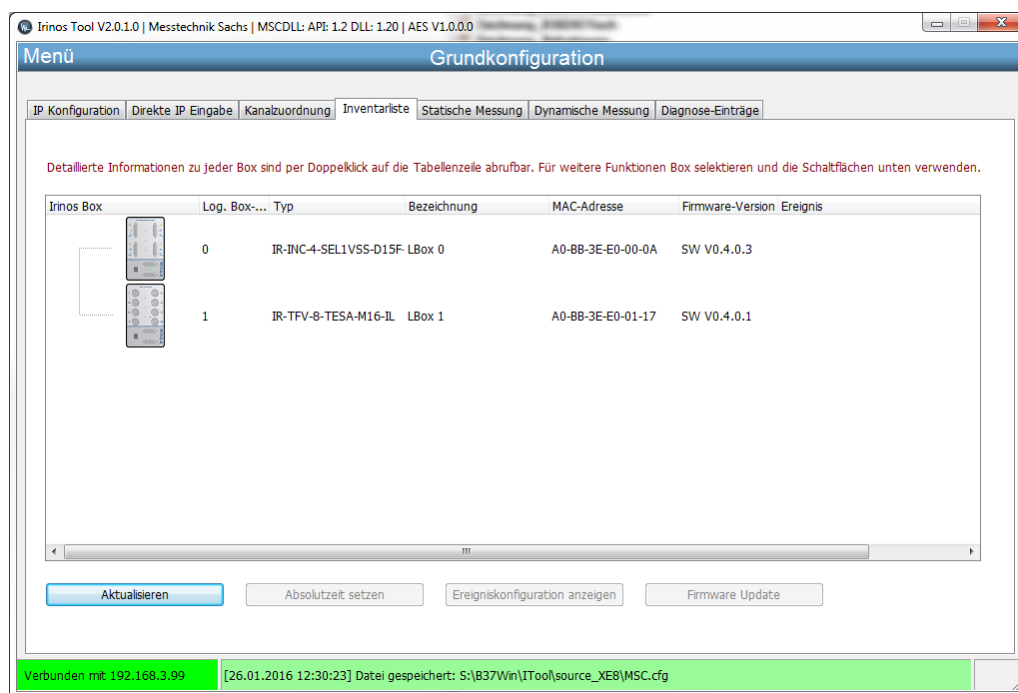 Irinos Tool V2.0.1.0 | Messtechnik Sachs | MSCDLL: API: 1.2 DLL: 1.20 | AES V1.0.0.0
Menü Grundkonfiguration
IP Konfiguration Direkte IP Eingabe Kanalzuordnung Inventarliste Statische Messung Dynamische Messung Diagnose-Einträge
Detaillierte Informationen zu jeder Box sind per Doppelklick auf die Tabellenzeile abrufbar. Für weitere Funktionen Box selektieren und die Schaltflächen unten verwenden.
Irinos Box Log. Box-... Typ Bezeichnung MAC-Adresse Firmware-Version Ereignis
0 IR-INC-4-SEL1VSS-D15F- LBox 0 A0-BB-3E-E0-00-0A SW V0.4.0.3
1 IR-TFV-8-TESA-M16-IL LBox 1 A0-BB-3E-E0-01-17 SW V0.4.0.1
Aktualisieren Absolutzeit setzen Ereigniskonfiguration anzeigen Firmware Update
Verbunden mit 192.168.3.99 [26.01.2016 12:30:23] Datei gespeichert: S:\B37Win\ITool\source_XE8\MSC.cfg